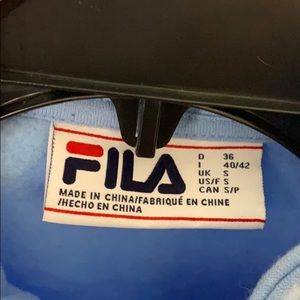 FILA
D 36
I 40/42
UK S
US/F S
CAN S/P
MADE IN CHINA/FABRIQUÉ EN CHINE
/HECHO EN CHINA